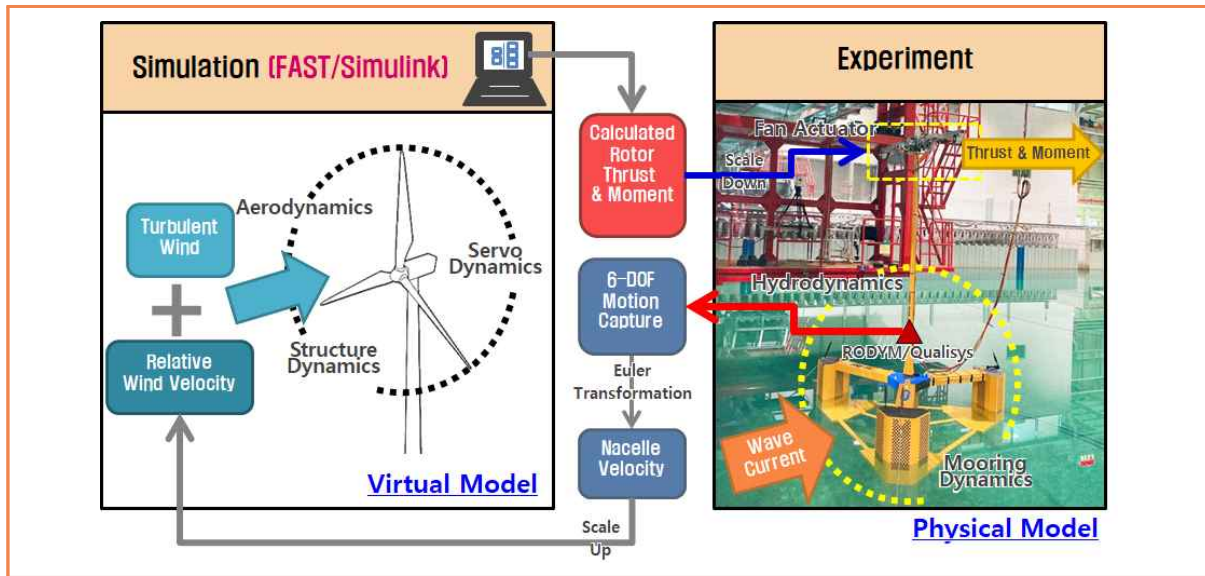 Simulation (FAST/Simulink)
Aerodynamics
Turbulent
Wind
Servo
Dynamics
Structure
Dynamics
Relative
Wind Velocity
Virtual Model
Calculated
Rotor
Thrust
& Moment
Scale
Down
6-DOF
Motion
Capture
Euler
Transformation
Nacelle
Velocity
Scale
Up
Experiment
Fan Actuator
Thrust & Moment
Hydrodynamics
RODYM/Qualisys
Wave
Current
Mooring
Dynamics
Physical Model